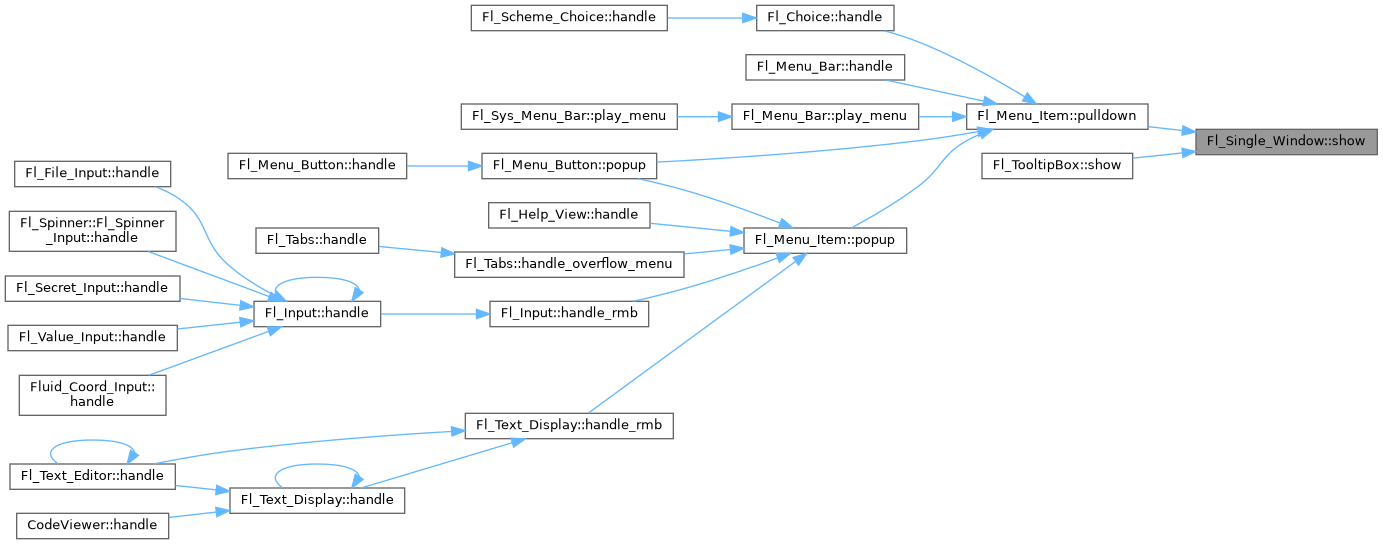 Fl_Scheme_Choice::handle
Fl_Choice::handle
Fl_Menu_Bar::handle
Fl_Sys_Menu_Bar::play_menu
Fl_Menu_Bar::play_menu
Fl_Menu_Item::pulldown
Fl_Single_Window::show
Fl_Menu_Button::handle
Fl_Menu_Button::popup
Fl_TooltipBox::show
Fl_File_Input::handle
Fl_Help_View::handle
Fl_Spinner::Fl_Spinner
_Input::handle
Fl_Tabs::handle
Fl_Menu_Item::popup
Fl_Tabs::handle_overflow_menu
Fl_Secret_Input::handle
Fl_Input::handle
Fl_Input::handle_rmb
Fl_Value_Input::handle
Fluid_Coord_Input::
handle
Fl_Text_Display::handle_rmb
Fl_Text_Editor::handle
Fl_Text_Display::handle
CodeViewer::handle